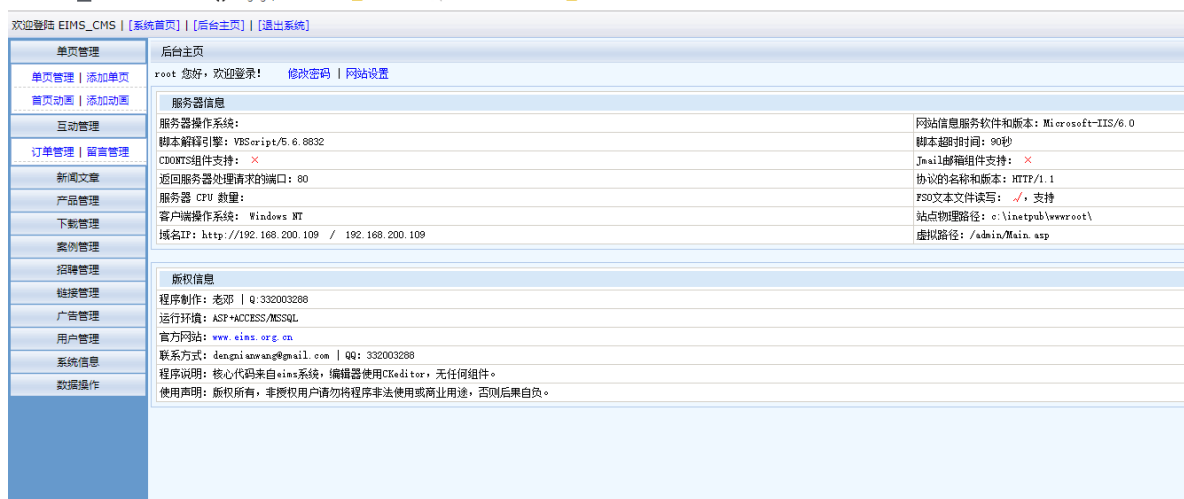 欢迎登陆 EIMS_CMS | [系统首页] | [后台主页] | [退出系统]
单页管理
单页管理 | 添加单页
首页动画 | 添加动画
互动管理
订单管理 | 留言管理
新闻文章
产品管理
下载管理
案例管理
招聘管理
链接管理
广告管理
用户管理
系统信息
数据操作
后台主页
root 您好，欢迎登录！ 修改密码 | 网站设置
服务器信息
服务器操作系统： 网站信息服务软件和版本：Microsoft-IIS/6.0
脚本解释引擎：VBScript/5.6.8832 脚本超时时间：90秒
CDONTS组件支持： × Jmail邮箱组件支持： ×
返回服务器处理请求的端口：80 协议的名称和版本：HTTP/1.1
服务器 CPU 数量： FSO文本文件读写： √，支持
客户端操作系统： Windows NT 站点物理路径：c:\inetpub\wwwroot\
域名IP：http://192.168.200.109 / 192.168.200.109 虚拟路径：/admin/Main.asp
版权信息
程序制作：老邓 | Q:332003288
运行环境：ASP+ACCESS/MSSQL
官方网站：www.eims.org.cn
联系方式：dengnianwang@gmail.com | QQ：332003288
程序说明：核心代码来自eims系统，编辑器使用CKeditor，无任何组件。
使用声明：版权所有，非授权用户请勿将程序非法使用或商业用途，否则后果自负。